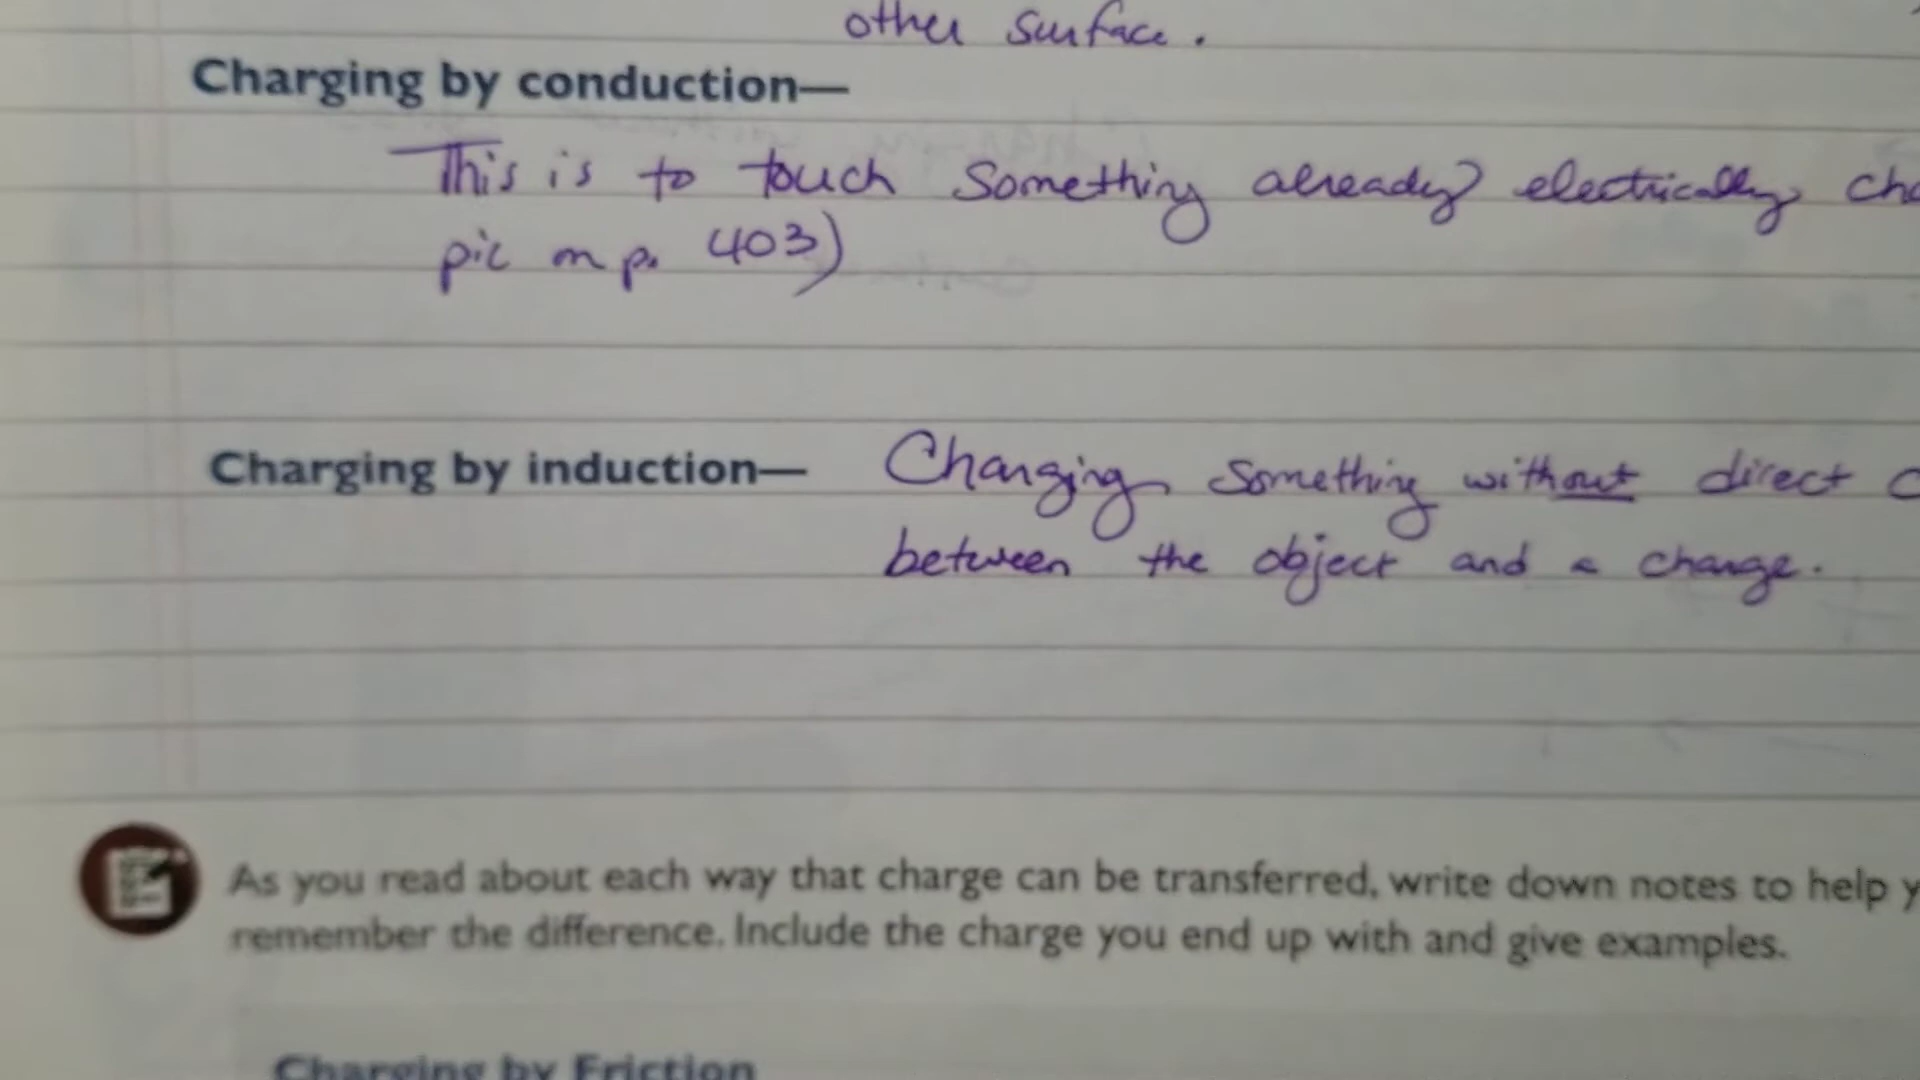 other surface.
Charging by conduction—
This is to touch something already electrically
pic on p. 403)
Charging by induction— Changing something without direct
between the object and a change.
As you read about each way that charge can be transferred, write down notes to help
remember the difference. Include the charge you end up with and give examples.
Charging by Friction